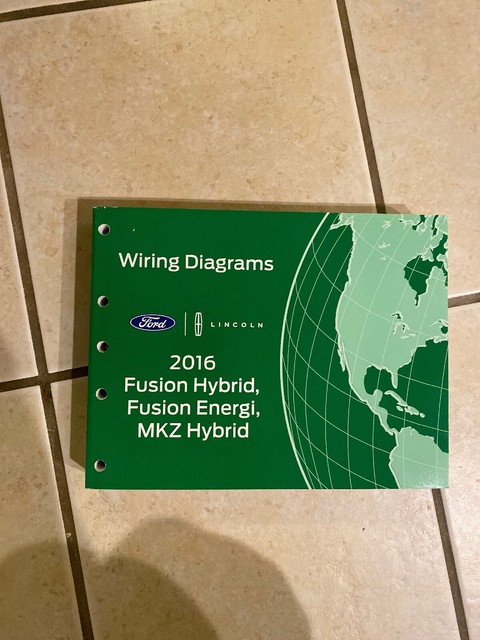 Wiring Diagrams
Ford LINCOLN
2016
Fusion Hybrid,
Fusion Energi,
MKZ Hybrid